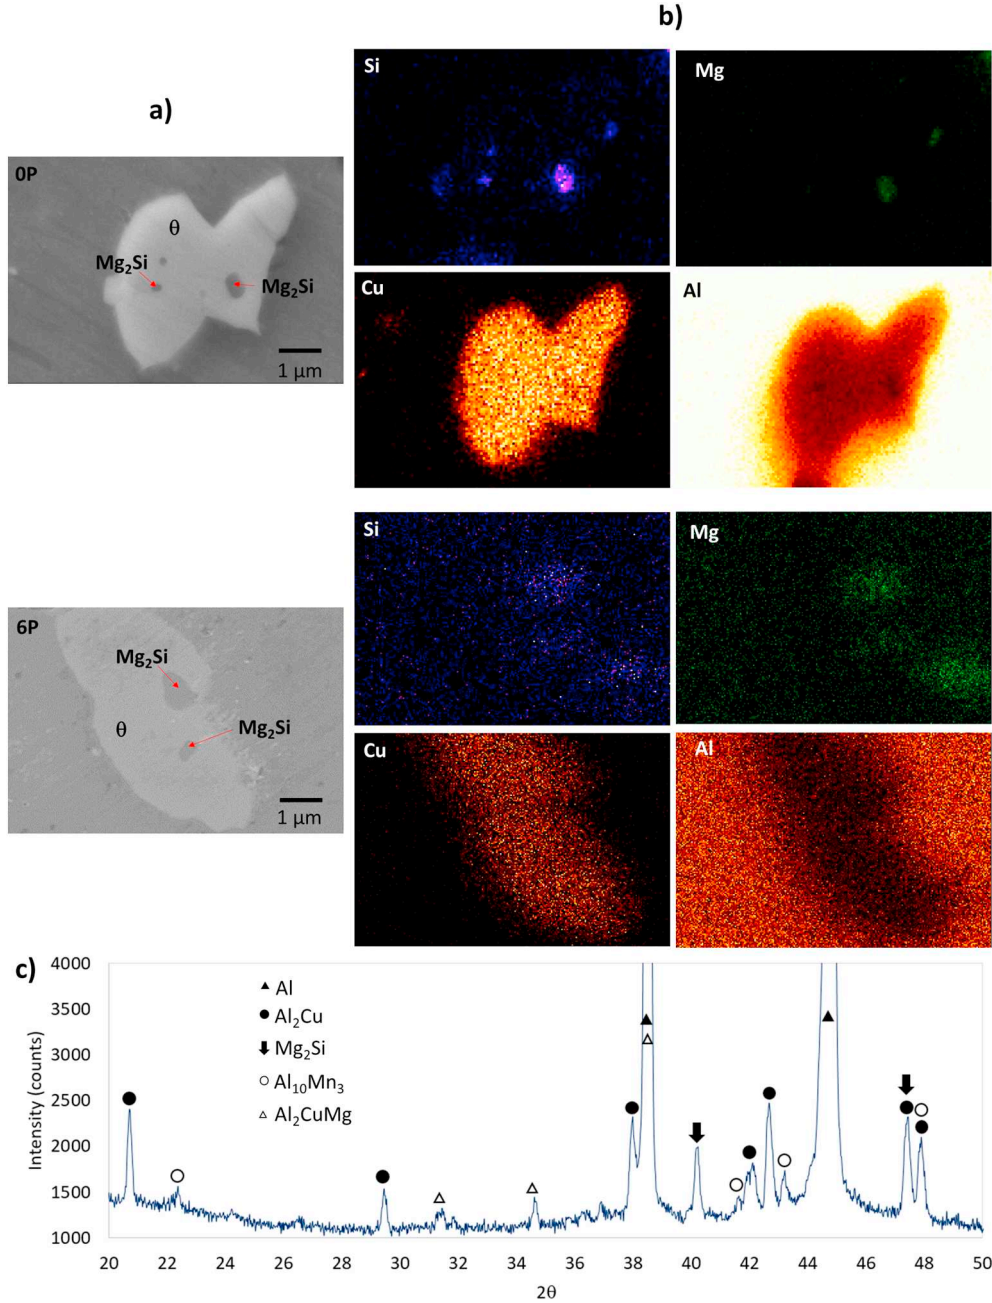 b)
a)
Si
Mg
0P
θ
Mg₂Si
Mg₂Si
1 µm
Cu
Al
Si
Mg
6P
Mg₂Si
θ
Mg₂Si
1 µm
Cu
Al
c)
4000
3500
3000
2500
2000
1500
1000
Intensity (counts)
Al
Al₂Cu
Mg₂Si
Al₁₀Mn₃
Al₂CuMg
20 22 24 26 28 30 32 34 36 38 40 42 44 46 48 50
2θ